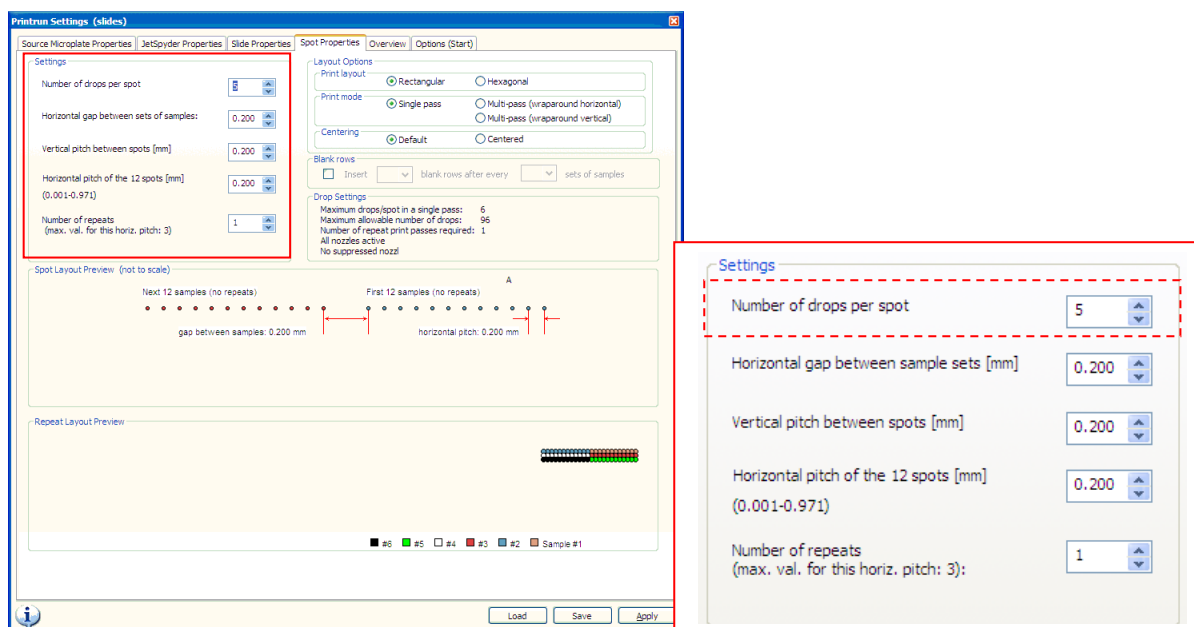 Printrun Settings (slides)
Source Microplate Properties JetSpyder Properties Slide Properties Spot Properties Overview Options (Start)
Settings
Number of drops per spot 5
Horizontal gap between sets of samples: 0.200
Vertical pitch between spots [mm] 0.200
Horizontal pitch of the 12 spots [mm] 0.200
(0.001-0.971)
Number of repeats 1
(max. val. for this horiz. pitch: 3)
Layout Options
Print layout
Rectangular Hexagonal
Print mode
Single pass Multi-pass (wraparound horizontal)
Multi-pass (wraparound vertical)
Centering
Default Centered
Blank rows
Insert blank rows after every sets of samples
Drop Settings
Maximum drops/spot in a single pass: 6
Maximum allowable number of drops: 96
Number of repeat print passes required: 1
All nozzles active
No suppressed nozzl
Spot Layout Preview (not to scale)
A
Next 12 samples (no repeats) First 12 samples (no repeats)
gap between samples: 0.200 mm horizontal pitch: 0.200 mm
Repeat Layout Preview
#6 #5 #4 #3 #2 Sample #1
Load Save Apply
Settings
Number of drops per spot 5
Horizontal gap between sample sets [mm] 0.200
Vertical pitch between spots [mm] 0.200
Horizontal pitch of the 12 spots [mm] 0.200
(0.001-0.971)
Number of repeats 1
(max. val. for this horiz. pitch: 3):